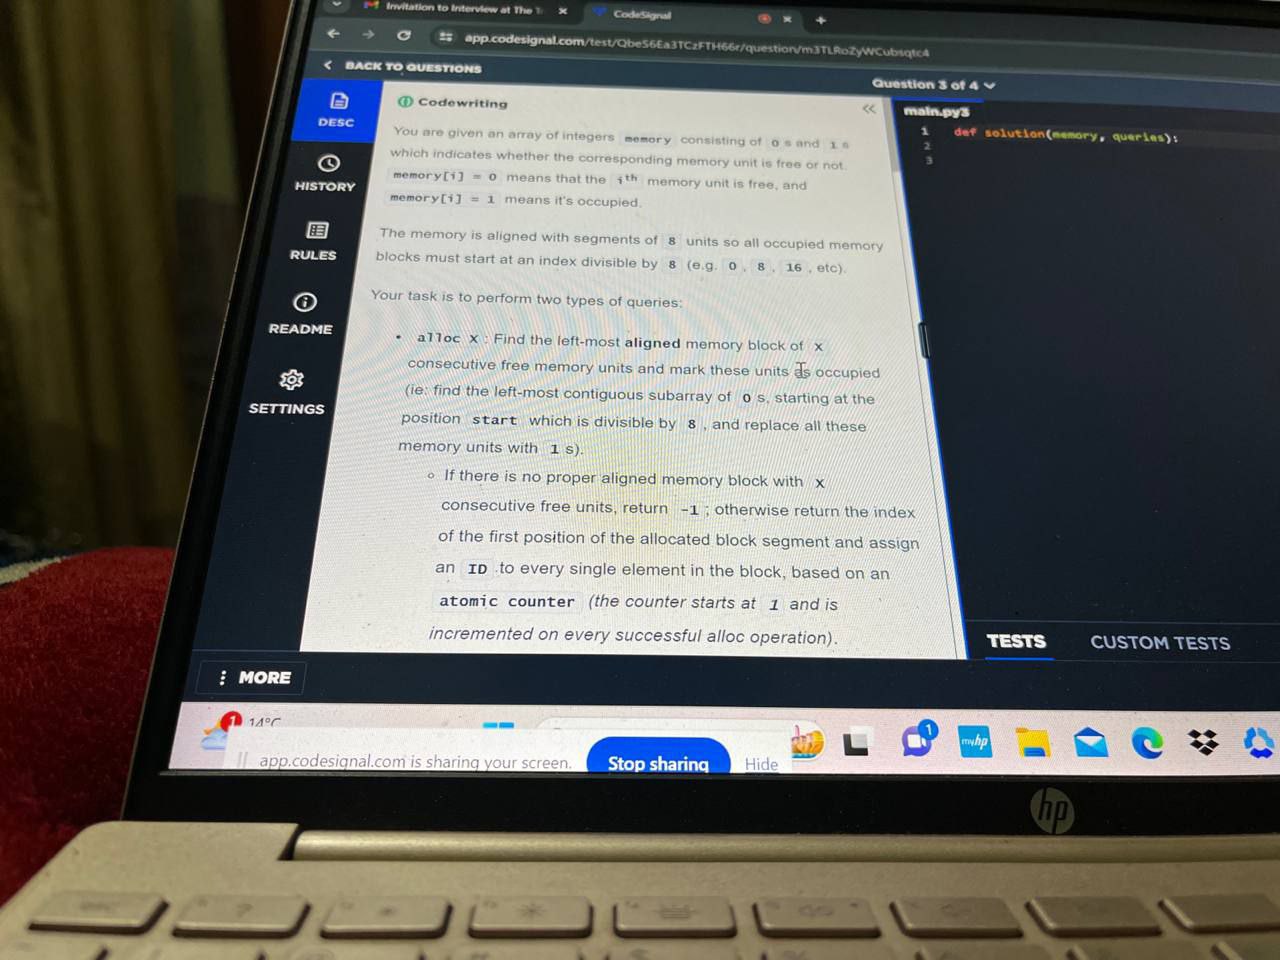 Invitation to Interview at The
CodeSignal
app.codesignal.com/test/QbeS6Ea3TCzFTH66r/question/m3TLRoZyWCubsqtc4
BACK TO QUESTIONS
Question 3 of 4
DESC
HISTORY
RULES
README
SETTINGS
MORE
Codewriting
You are given an array of integers memory consisting of 0 s and 1 s
which indicates whether the corresponding memory unit is free or not.
memory[i] = 0 means that the ith memory unit is free, and
memory[i] = 1 means it's occupied.
The memory is aligned with segments of 8 units so all occupied memory
blocks must start at an index divisible by 8 (e.g. 0, 8, 16, etc).
Your task is to perform two types of queries:
• alloc X : Find the left-most aligned memory block of X
consecutive free memory units and mark these units as occupied
(ie: find the left-most contiguous subarray of 0 s, starting at the
position start which is divisible by 8, and replace all these
memory units with 1 s).
If there is no proper aligned memory block with X
consecutive free units, return -1; otherwise return the index
of the first position of the allocated block segment and assign
an ID to every single element in the block, based on an
atomic counter (the counter starts at 1 and is
incremented on every successful alloc operation).
main.py3
1 def solution(memory, queries):
2
3
TESTS
CUSTOM TESTS
1
14°C
app.codesignal.com is sharing your screen.
Stop sharing
Hide
1
myhp
hp